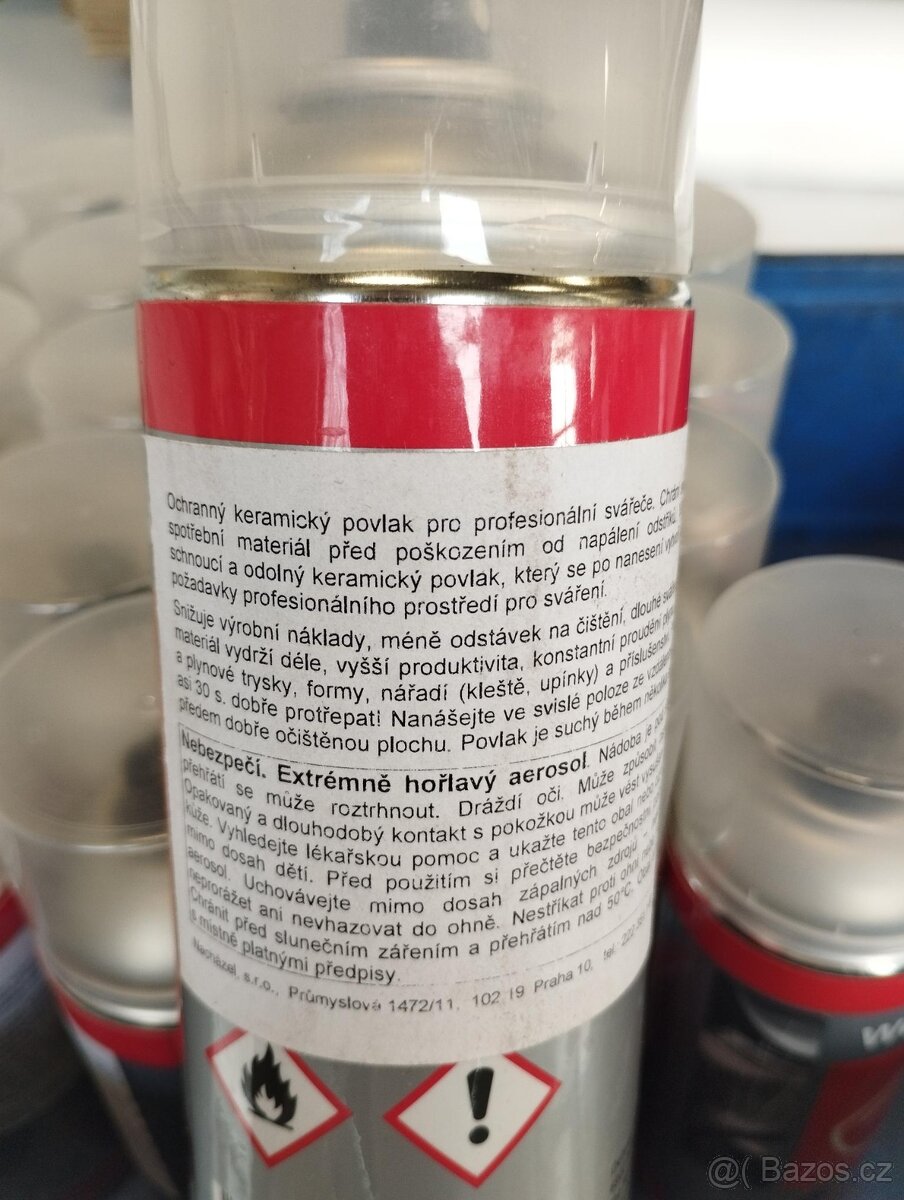 Ochranný keramický povlak pro profesionální svářeče.
spotřební materiál před poškozením od napálení odstřiků
schnoucí a odolný keramický povlak, který se po nanesení
požadavky profesionálního prostředí pro sváření.
Snižuje výrobní náklady, méně odstávek na čištění, dlouhé
materiál vydrží déle, vyšší produktivita, konstantní proudění
a plynové trysky, formy, nářadí (kleště, upínky) a příslušenství
asi 30 s. dobře protřepat! Nanášejte ve svislé poloze ze
předem dobře očištěnou plochu. Povlak je suchý během
Nebezpečí. Extrémně hořlavý aerosol. Nádoba je
přehřátí se může roztrhnout. Dráždí oči. Může způsobit
Opakovaný a dlouhodobý kontakt s pokožkou může vést
kůže. Vyhledejte lékařskou pomoc a ukažte tento obal nebo
mimo dosah dětí. Před použitím si přečtěte bezpečnostní
aerosol. Uchovávejte mimo dosah zápalných zdrojů
neprorážet ani nevhazovat do ohně. Nestříkat proti ohni
Chránit před slunečním zářením a přehřátím nad 50°C.
s místně platnými předpisy.
Nacházel, s.r.o., Průmyslová 1472/11, 102 19 Praha 10, tel.
@( Bazos.cz